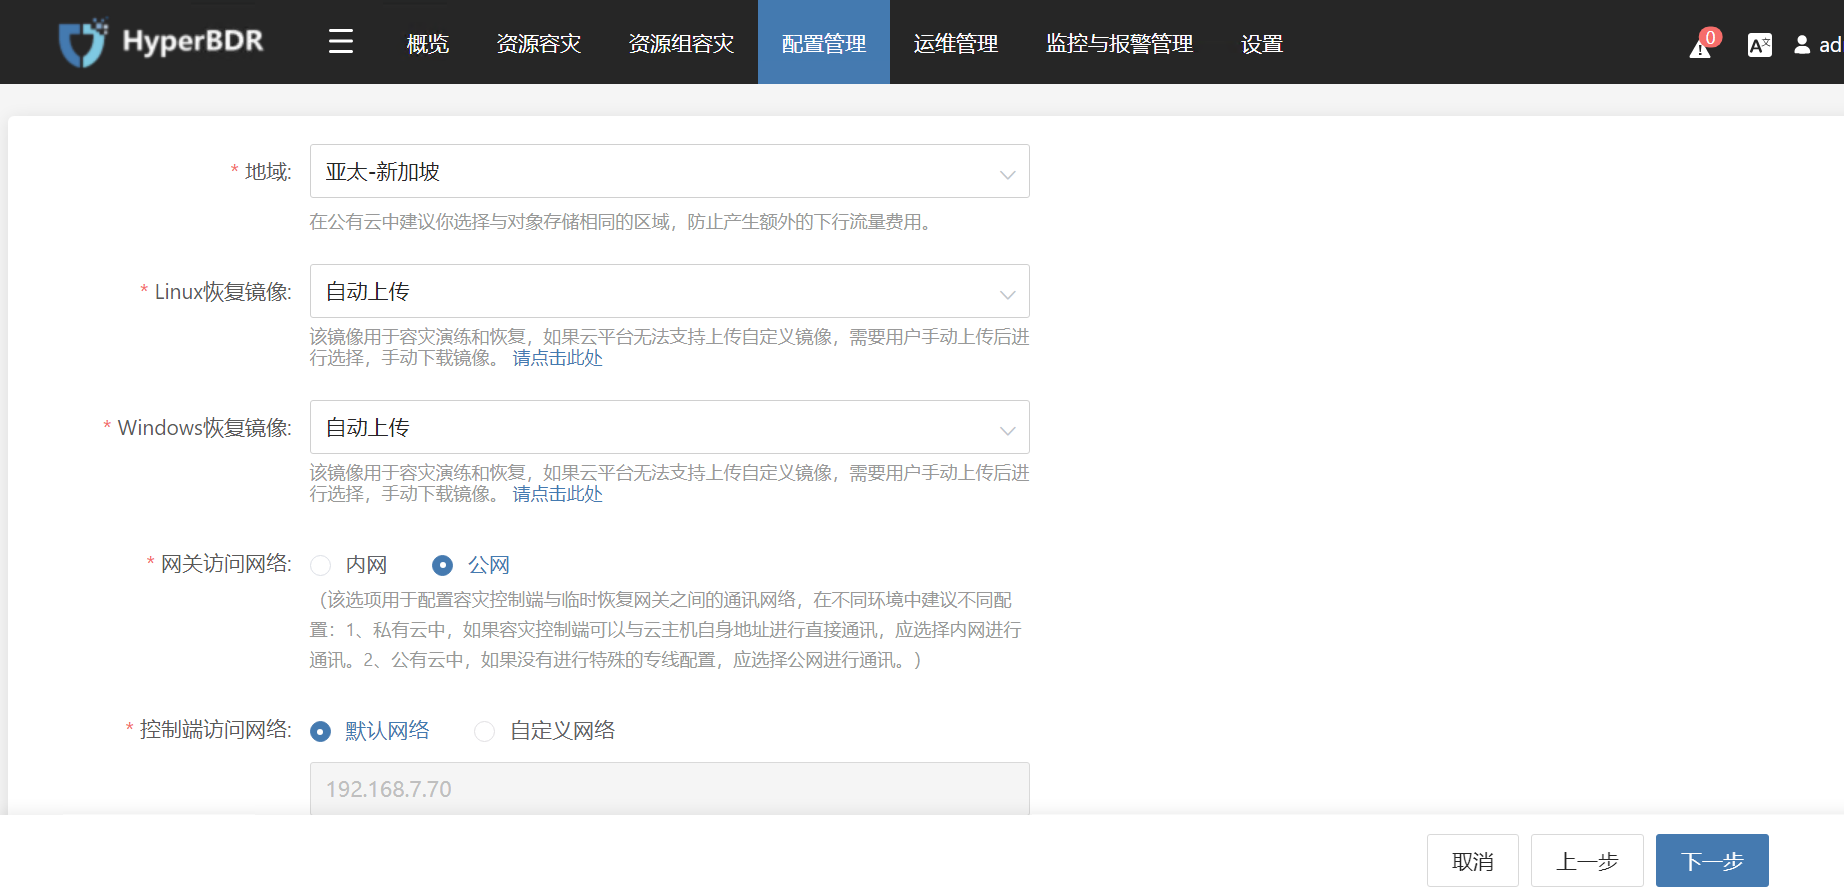 HyperBDR 概览 资源容灾 资源组容灾 配置管理 运维管理 监控与报警管理 设置 0 A文 ad
* 地域: 亚太-新加坡
在公有云中建议你选择与对象存储相同的区域，防止产生额外的下行流量费用。
* Linux恢复镜像: 自动上传
该镜像用于容灾演练和恢复，如果云平台无法支持上传自定义镜像，需要用户手动上传后进
行选择，手动下载镜像。 请点击此处
* Windows恢复镜像: 自动上传
该镜像用于容灾演练和恢复，如果云平台无法支持上传自定义镜像，需要用户手动上传后进
行选择，手动下载镜像。 请点击此处
* 网关访问网络: 内网 公网
（该选项用于配置容灾控制端与临时恢复网关之间的通讯网络，在不同环境中建议不同配
置：1、私有云中，如果容灾控制端可以与云主机自身地址进行直接通讯，应选择内网进行
通讯。2、公有云中，如果没有进行特殊的专线配置，应选择公网进行通讯。）
* 控制端访问网络: 默认网络 自定义网络
192.168.7.70
取消 上一步 下一步